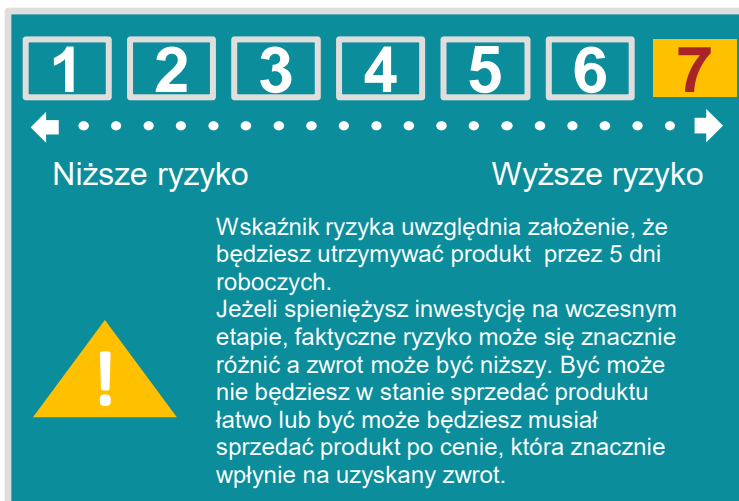 1 2 3 4 5 6 7
Niższe ryzyko Wyższe ryzyko
Wskaźnik ryzyka uwzględnia założenie, że
będziesz utrzymywać produkt przez 5 dni
roboczych.
Jeżeli spieniężysz inwestycję na wczesnym
etapie, faktyczne ryzyko może się znacznie
różnić a zwrot może być niższy. Być może
nie będziesz w stanie sprzedać produktu
łatwo lub być może będziesz musiał
sprzedać produkt po cenie, która znacznie
wpłynie na uzyskany zwrot.
!